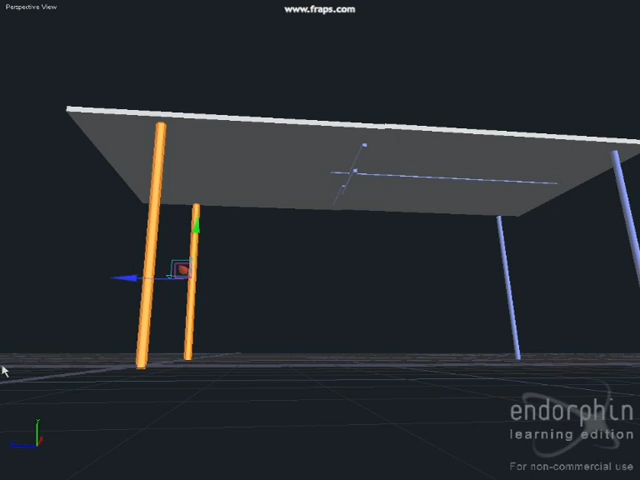 Perspective View
www.fraps.com
endorphin
learning edition
For non-commercial use